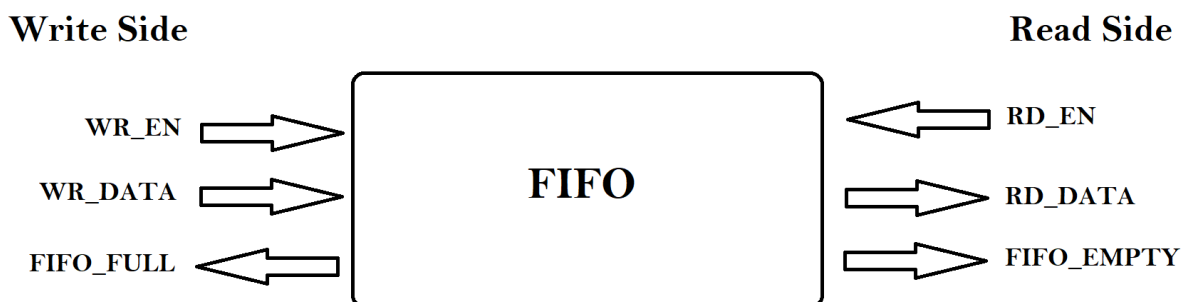 Write Side
Read Side
WR_EN
WR_DATA
FIFO_FULL
FIFO
RD_EN
RD_DATA
FIFO_EMPTY